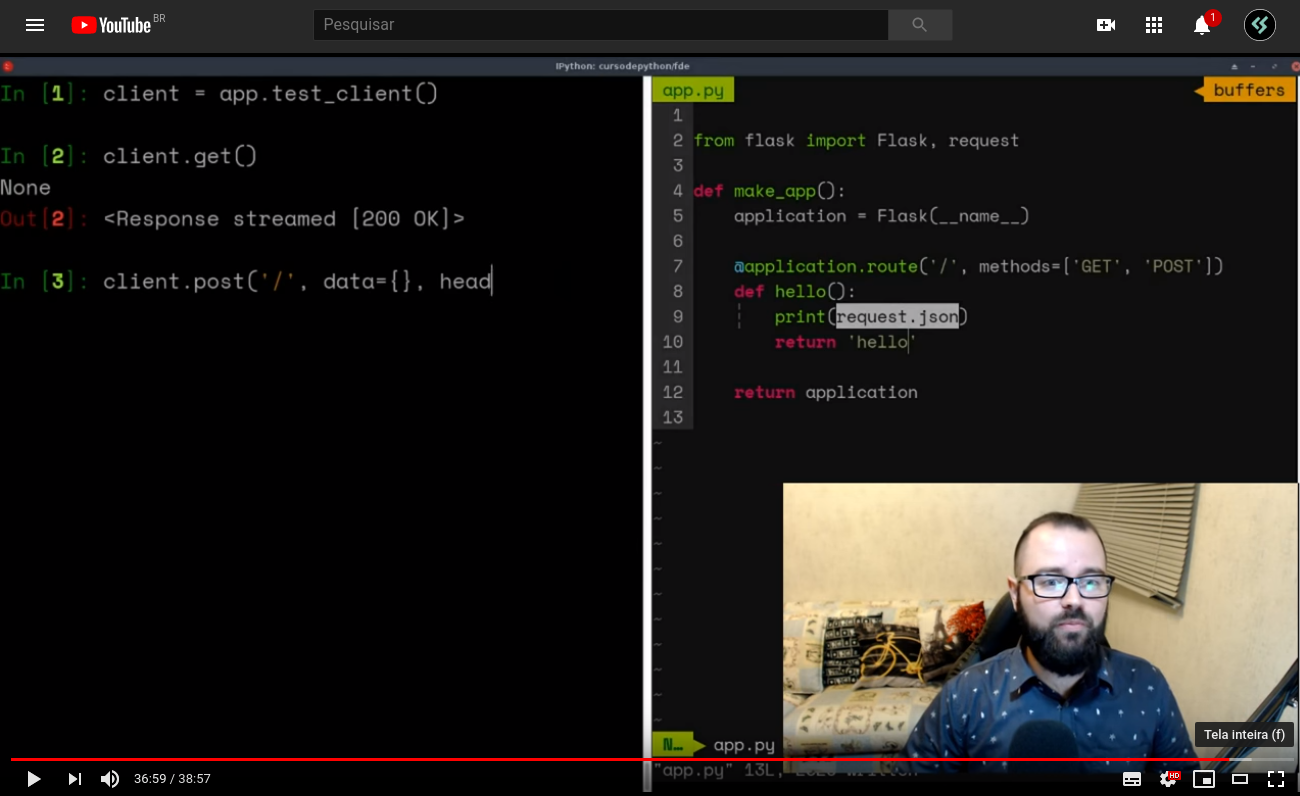 YouTube BR
Pesquisar
1
IPython: cursodepython/fde
In [1]: client = app.test_client()
In [2]: client.get()
None
Out[2]: <Response streamed [200 OK]>
In [3]: client.post('/', data={}, head
app.py
buffers
1
2 from flask import Flask, request
3
4 def make_app():
5 application = Flask(__name__)
6
7 @application.route('/', methods=['GET', 'POST'])
8 def hello():
9 print(request.json)
10 return 'hello'
11
12 return application
13
~
~
~
~
~
~
~
~
~
~
~
~
N… app.py
"app.py" 13L,
Tela inteira (f)
36:59 / 38:57
HD